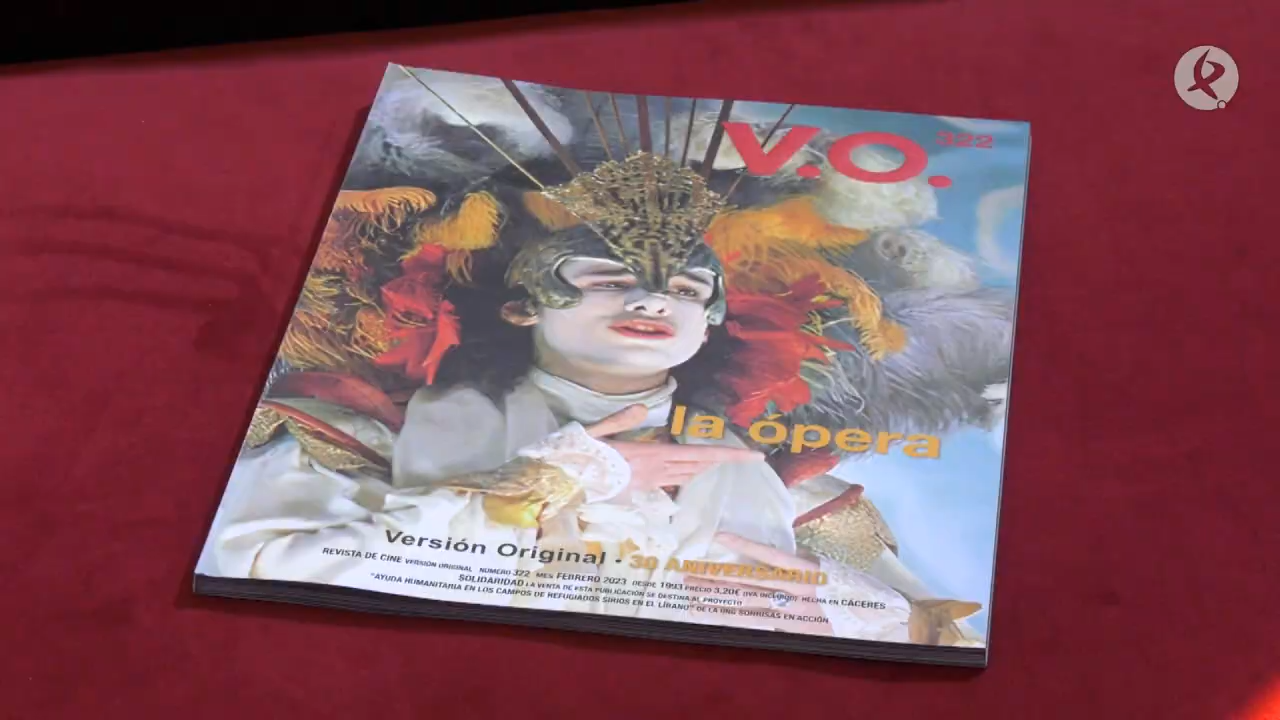 V.O. 322
la ópera
Versión Original · 30 ANIVERSARIO
REVISTA DE CINE VERSIÓN ORIGINAL NÚMERO 322 MES FEBRERO 2023 DESDE 1993 PRECIO 3,20€ (IVA INCLUIDO) HECHA EN CÁCERES
SOLIDARIDAD LA VENTA DE ESTA PUBLICACIÓN SE DESTINA AL PROYECTO
"AYUDA HUMANITARIA EN LOS CAMPOS DE REFUGIADOS SIRIOS EN EL LÍBANO" DE LA ONG SONRISAS EN ACCIÓN